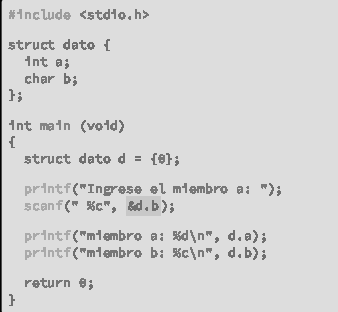 #include <stdio.h>
struct dato {
int a;
char b;
};
int main (void)
{
struct dato d = {0};
printf("Ingrese el miembro a: ");
scanf(" %c", &d.b);
printf("miembro a: %d\n", d.a);
printf("miembro b: %c\n", d.b);
return 0;
}